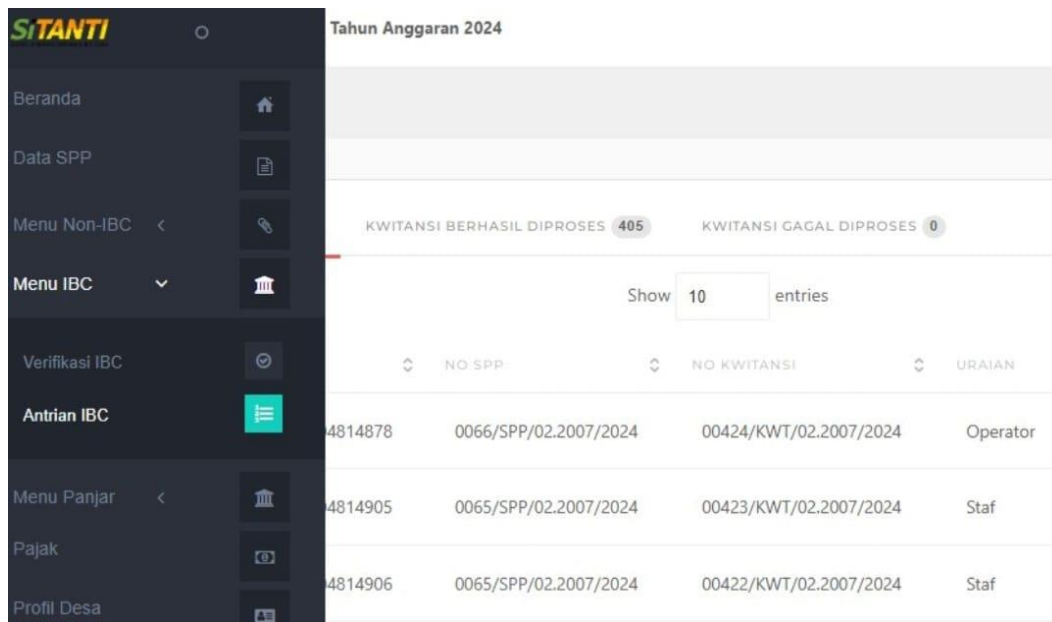 SiTANTI
Tahun Anggaran 2024
Beranda
Data SPP
Menu Non-IBC
Menu IBC
Verifikasi IBC
Antrian IBC
Menu Panjar
Pajak
Profil Desa
KWITANSI BERHASIL DIPROSES 405 KWITANSI GAGAL DIPROSES 0
Show 10 entries
NO SPP NO KWITANSI URAIAN
4814878 0066/SPP/02.2007/2024 00424/KWT/02.2007/2024 Operator
4814905 0065/SPP/02.2007/2024 00423/KWT/02.2007/2024 Staf
4814906 0065/SPP/02.2007/2024 00422/KWT/02.2007/2024 Staf